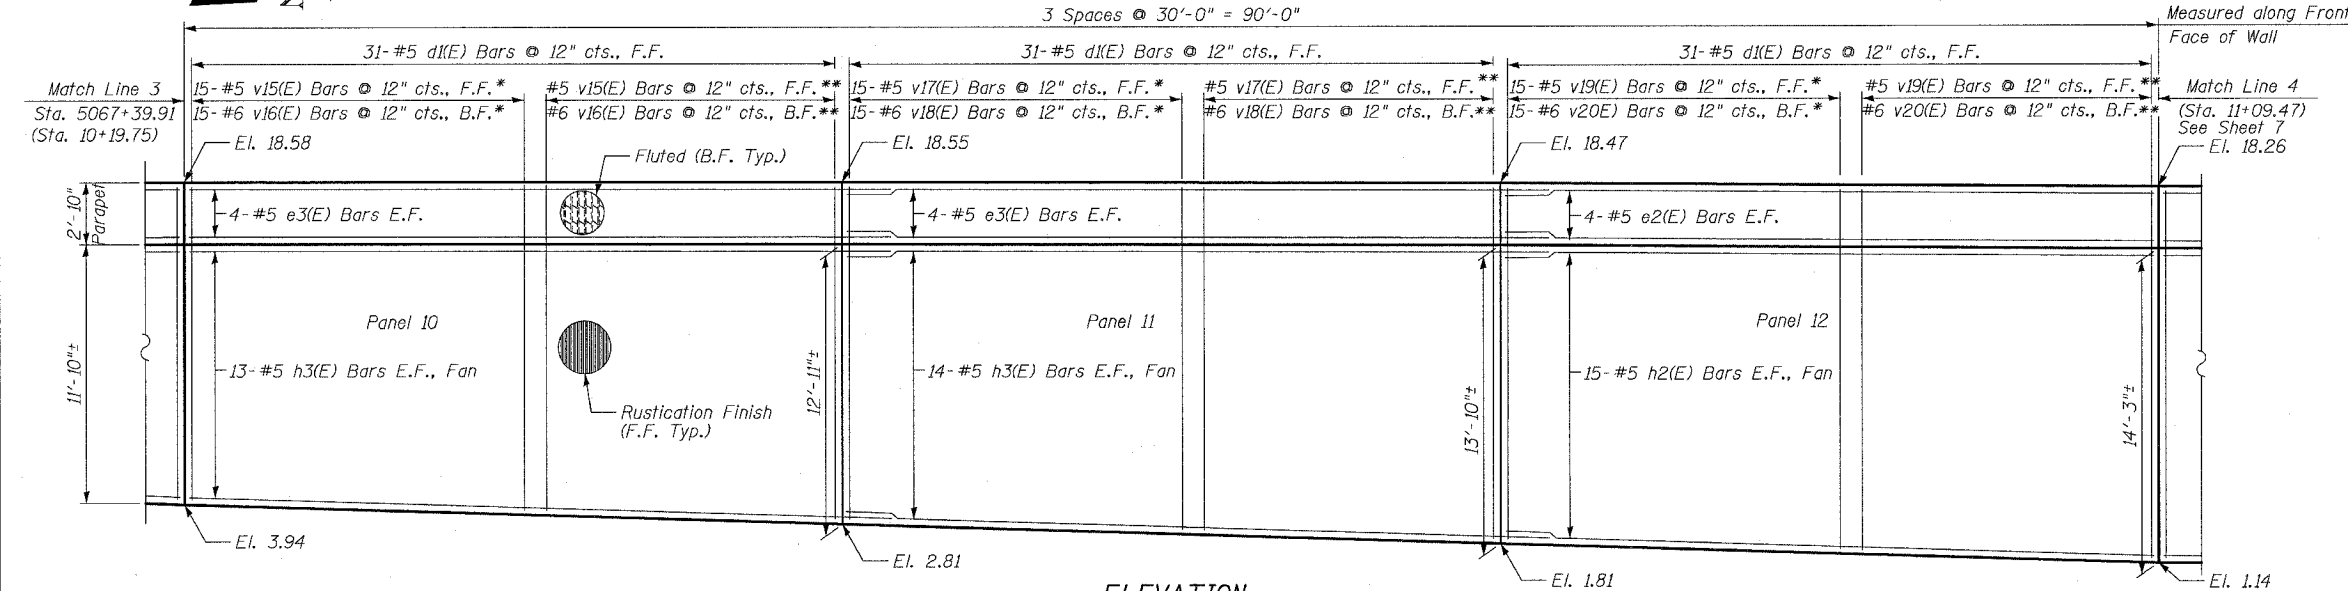 3 Spaces @ 30'-0" = 90'-0"
Measured along Front
Face of Wall
31-#5 d1(E) Bars @ 12" cts., F.F.
31-#5 d1(E) Bars @ 12" cts., F.F.
31-#5 d1(E) Bars @ 12" cts., F.F.
Match Line 3
Sta. 5067+39.91
(Sta. 10+19.75)
15-#5 v15(E) Bars @ 12" cts., F.F.*
15-#6 v16(E) Bars @ 12" cts., B.F.*
#5 v15(E) Bars @ 12" cts., F.F.**
#6 v16(E) Bars @ 12" cts., B.F.**
15-#5 v17(E) Bars @ 12" cts., F.F.*
15-#6 v18(E) Bars @ 12" cts., B.F.*
#5 v17(E) Bars @ 12" cts., F.F.**
#6 v18(E) Bars @ 12" cts., B.F.**
15-#5 v19(E) Bars @ 12" cts., F.F.*
15-#6 v20(E) Bars @ 12" cts., B.F.*
#5 v19(E) Bars @ 12" cts., F.F.**
#6 v20(E) Bars @ 12" cts., B.F.**
Match Line 4
(Sta. 11+09.47)
See Sheet 7
El. 18.58
El. 18.55
El. 18.47
El. 18.26
Fluted (B.F. Typ.)
2'-10"
Parapet
4-#5 e3(E) Bars E.F.
4-#5 e3(E) Bars E.F.
4-#5 e2(E) Bars E.F.
Panel 10
Panel 11
Panel 12
11'-10"±
13-#5 h3(E) Bars E.F., Fan
12'-11"±
14-#5 h3(E) Bars E.F., Fan
13'-10"±
15-#5 h2(E) Bars E.F., Fan
14'-3"±
Rustication Finish
(F.F. Typ.)
El. 3.94
El. 2.81
El. 1.81
El. 1.14
ELEVATION